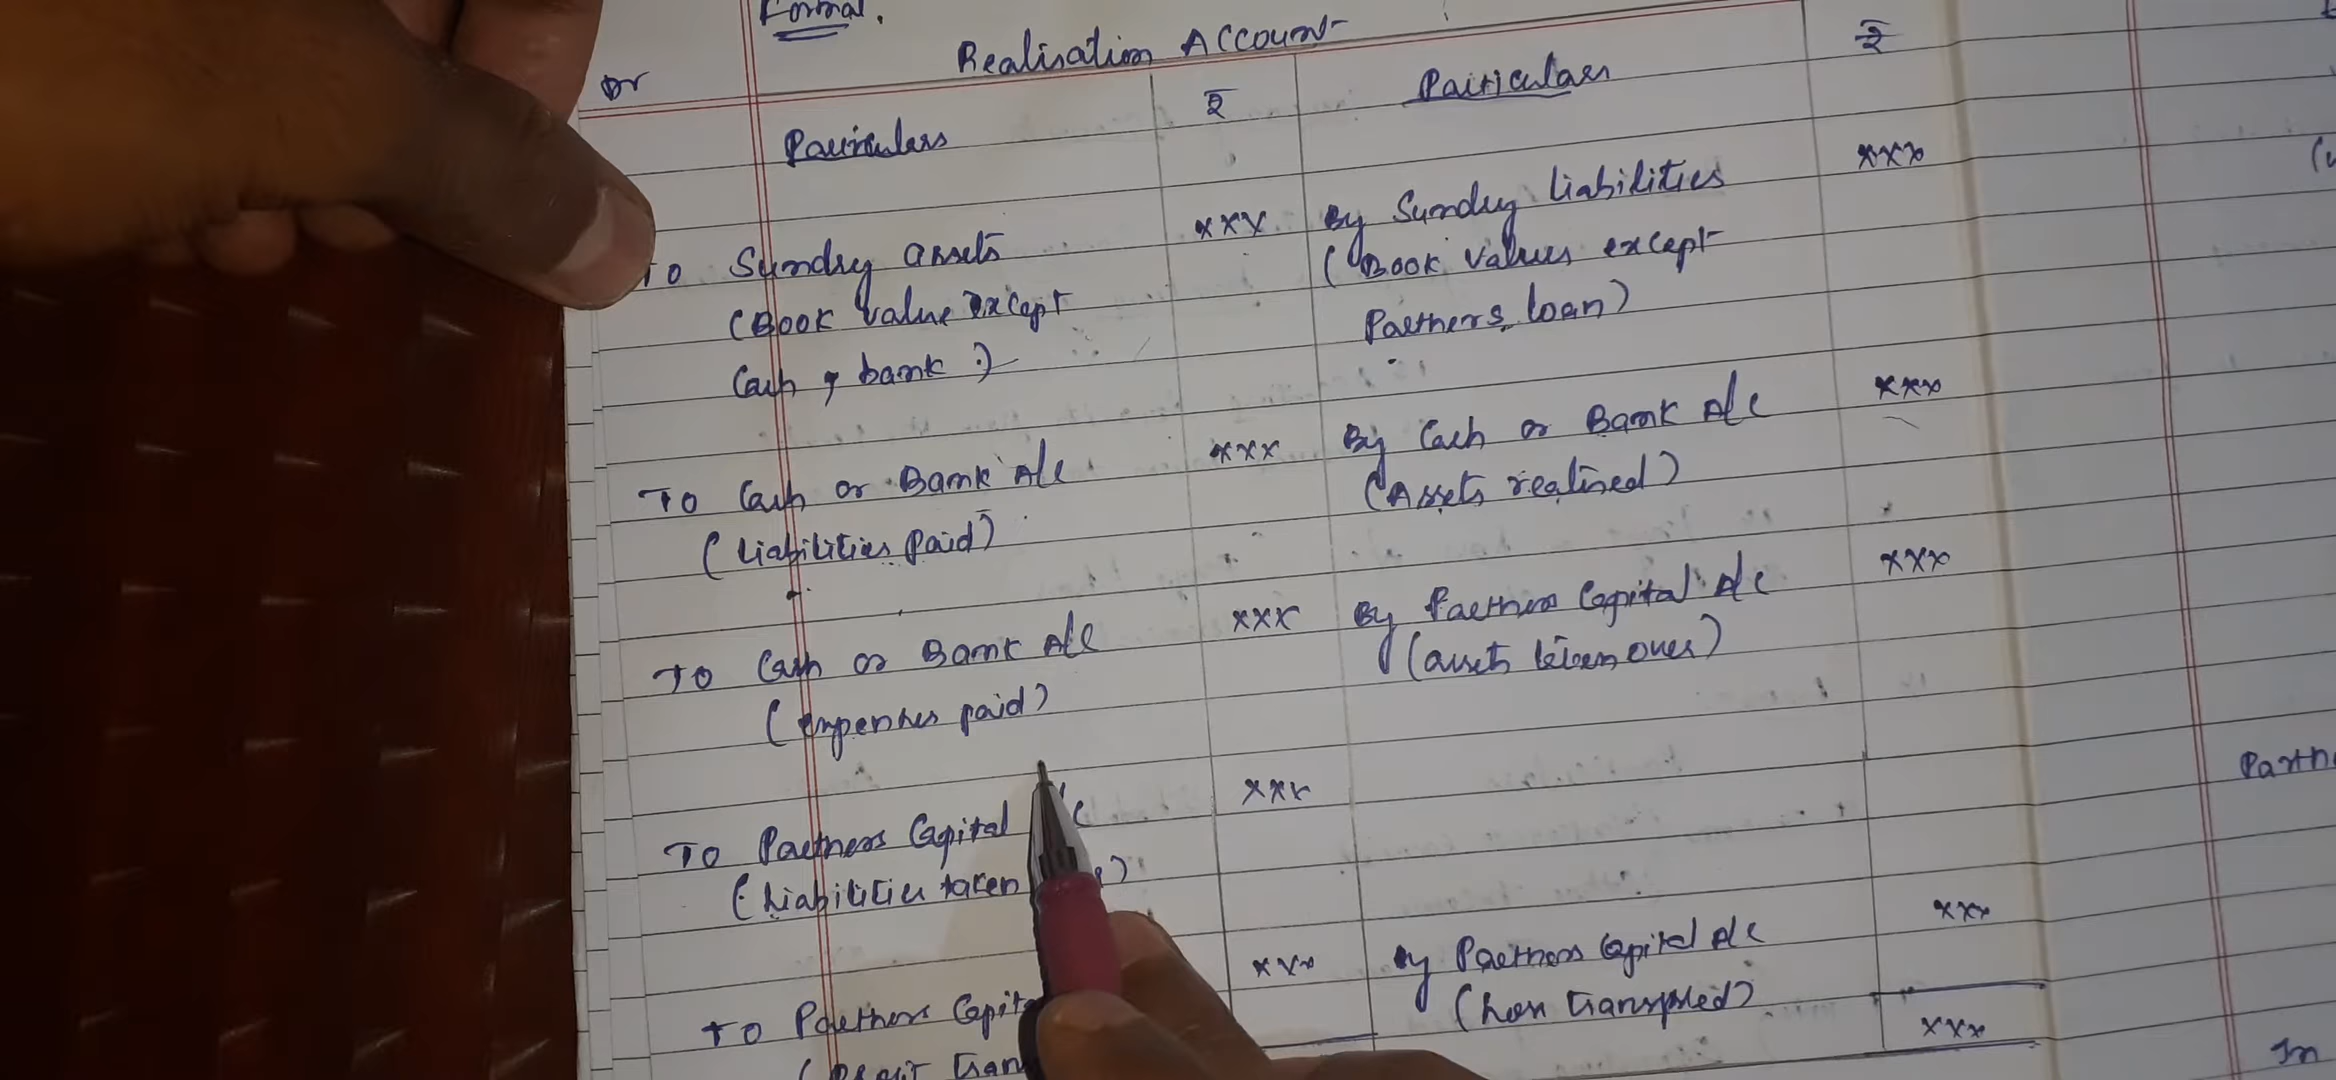 Format.
Realisation Account
Dr
Particulars ₹ Particulars ₹
To Sundry assets xxx By Sundry liabilities xxx
(Book value except (Book values except
Cash & bank) Partners loan)
To Cash or Bank A/c xxx By Cash or Bank A/c xxx
(Liabilities paid) (Assets realised)
To Cash or Bank A/c xxx By Partners Capital A/c xxx
(expenses paid) (assets taken over)
To Partners Capital xxx
(Liabilities taken
To Partners xxx By Partners Capital A/c xxx
(loss transferred)
xxx
Partn
In